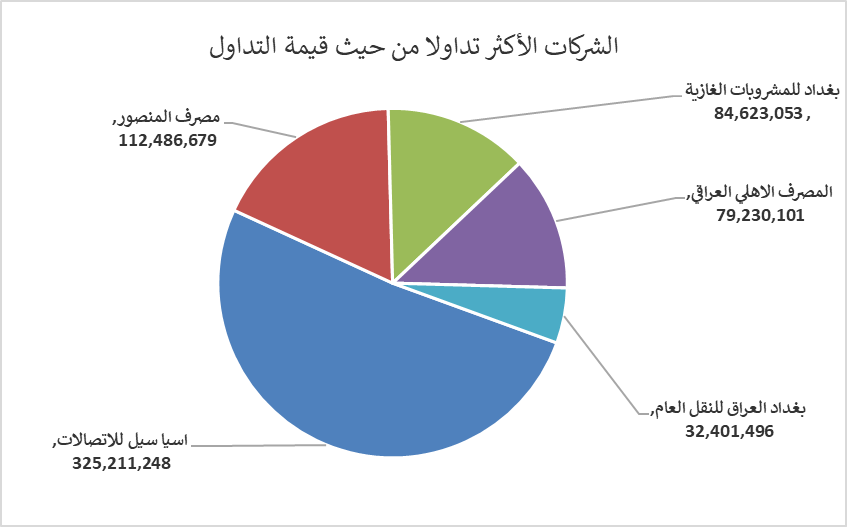 الشركات الأكثر تداولا من حيث قيمة التداول
بغداد للمشروبات الغازية
, 84,623,053
مصرف المنصور,
112,486,679
المصرف الاهلي العراقي,
79,230,101
بغداد العراق للنقل العام,
32,401,496
اسيا سيل للاتصالات,
325,211,248